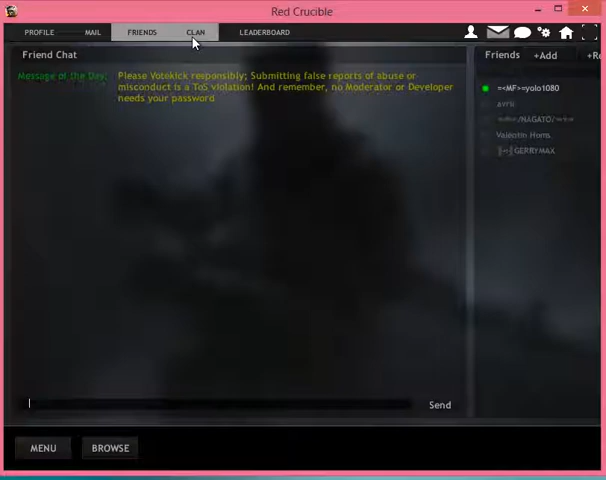 Red Crucible
PROFILE MAIL FRIENDS CLAN LEADERBOARD
Friend Chat
Friends +Add +Re
Message of the Day: Please Votekick responsibly; Submitting false reports of abuse or
misconduct is a ToS violation! And remember, no Moderator or Developer
needs your password
=<MF>=yolo1080
Valentin Homs
GERRYMAX
Send
MENU BROWSE